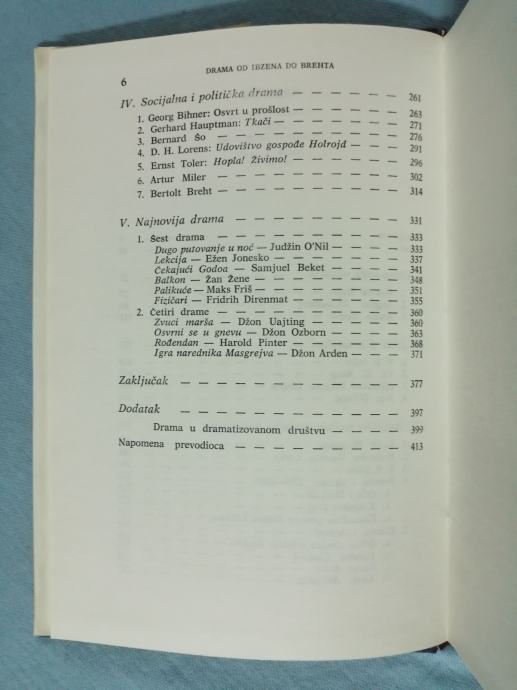 DRAMA OD IBZENA DO BREHTA
6
IV. Socijalna i politička drama — — — — — — 261
1. Georg Bihner: Osvrt u prošlost — — — — — 263
2. Gerhard Hauptman: Tkači — — — — — — — 271
3. Bernard Šo — — — — — — — — — — 276
4. D. H. Lorens: Udovištvo gospođe Holrojd — — — 291
5. Ernst Toler: Hopla! Živimo! — — — — — — 296
6. Artur Miler — — — — — — — — — — 302
7. Bertolt Breht — — — — — — — — — — 314
V. Najnovija drama — — — — — — — — — 331
1. Šest drama — — — — — — — — — — 333
Dugo putovanje u noć — Judžin O'Nil — — — — 333
Lekcija — Ežen Jonesko — — — — — — — 337
Čekajući Godoa — Samjuel Beket — — — — — 341
Balkon — Žan Žene — — — — — — — — 348
Palikuće — Maks Friš — — — — — — — — 351
Fizičari — Fridrih Direnmat — — — — — — 355
2. Četiri drame — — — — — — — — — — 360
Zvuci marša — Džon Uajting — — — — — — 360
Osvrni se u gnevu — Džon Ozborn — — — — — 363
Rođendan — Harold Pinter — — — — — — — 368
Igra narednika Masgrejva — Džon Arden — — — — 371
Zaključak — — — — — — — — — — — 377
Dodatak — — — — — — — — — — — 397
Drama u dramatizovanom društvu — — — — 399
Napomena prevodioca — — — — — — — — — 413